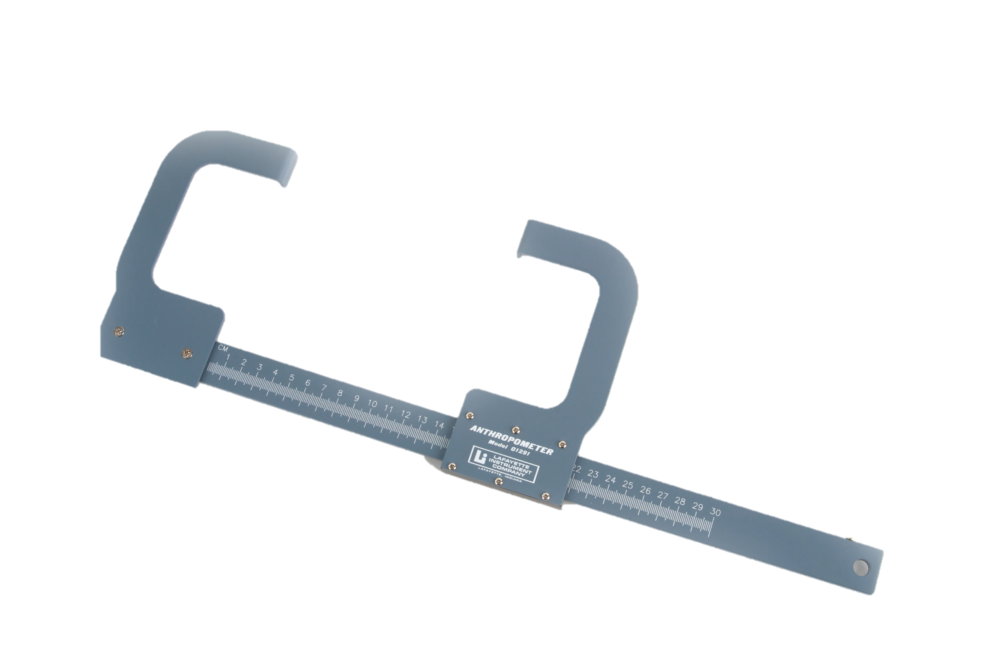 CM
1 2 3 4 5 6 7 8 9 10 11 12 13 14
ANTHROPOMETER
Model 01291
Li
LAFAYETTE
INSTRUMENT
COMPANY
LAFAYETTE, INDIANA
22 23 24 25 26 27 28 29 30